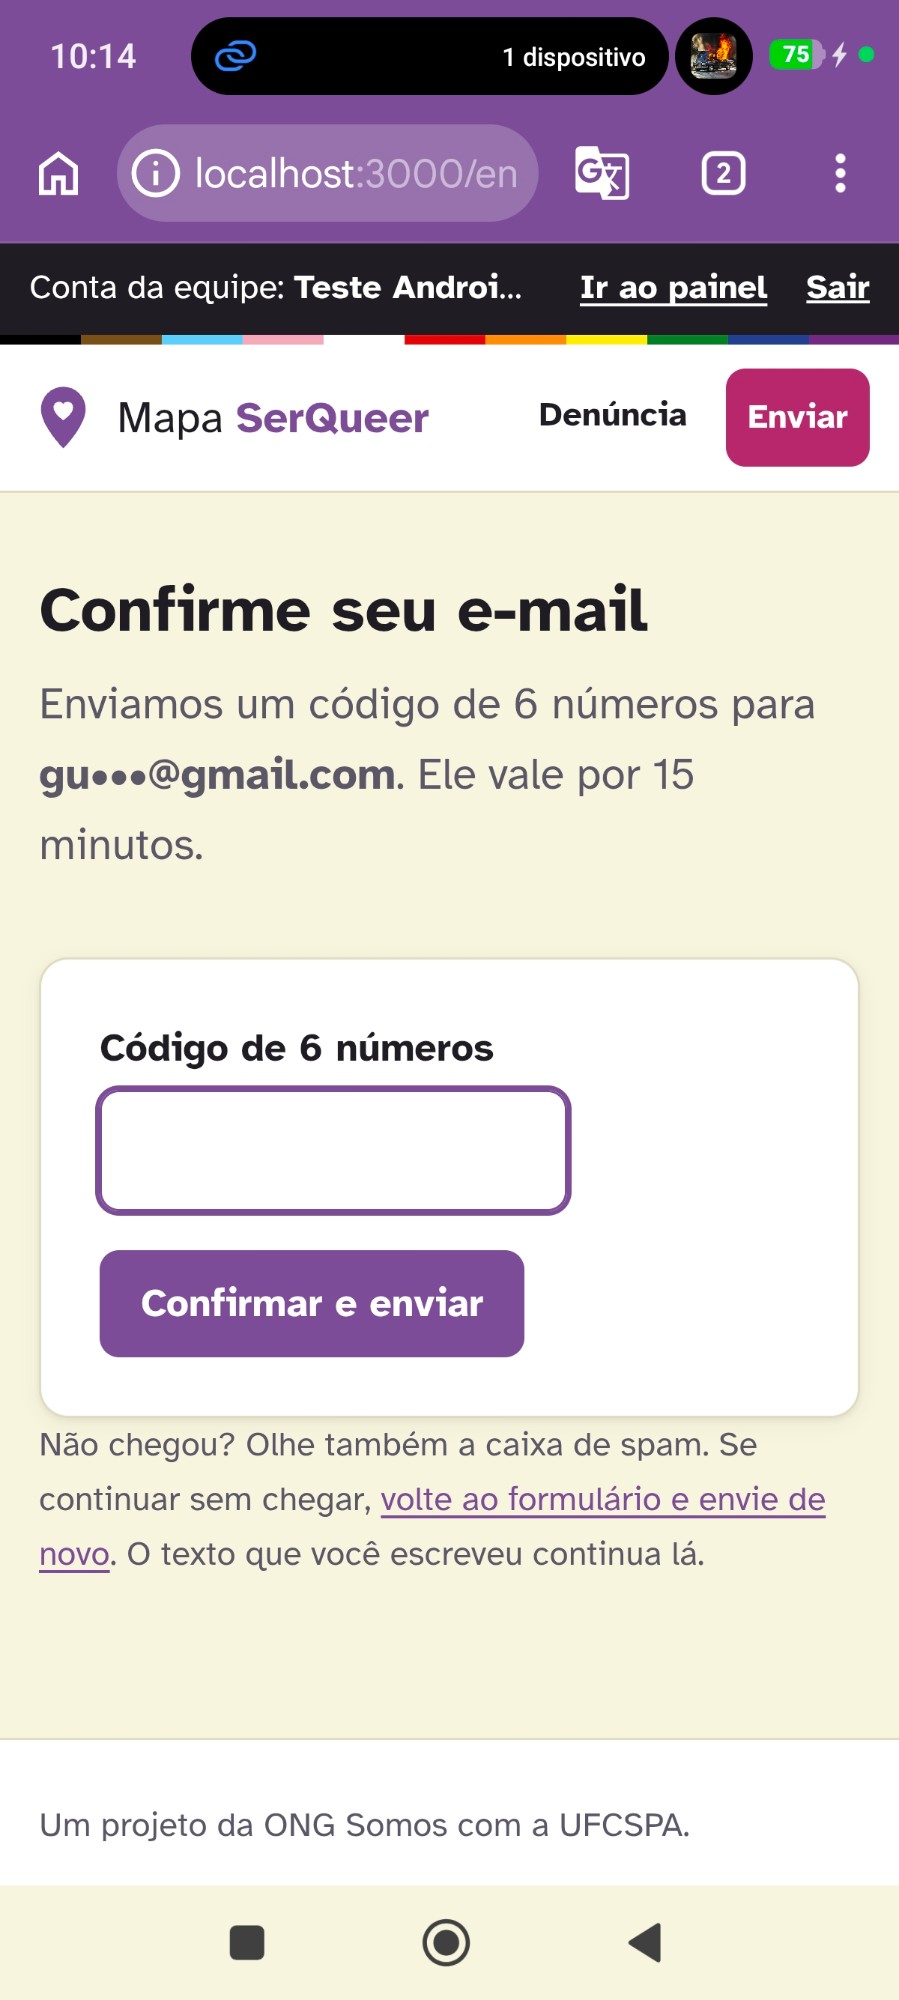 10:14
1 dispositivo
75
localhost:3000/en
2
Conta da equipe: Teste Androi... Ir ao painel Sair
Mapa SerQueer
Denúncia
Enviar
Confirme seu e-mail
Enviamos um código de 6 números para
gu•••@gmail.com. Ele vale por 15
minutos.
Código de 6 números
Confirmar e enviar
Não chegou? Olhe também a caixa de spam. Se
continuar sem chegar, volte ao formulário e envie de
novo. O texto que você escreveu continua lá.
Um projeto da ONG Somos com a UFCSPA.